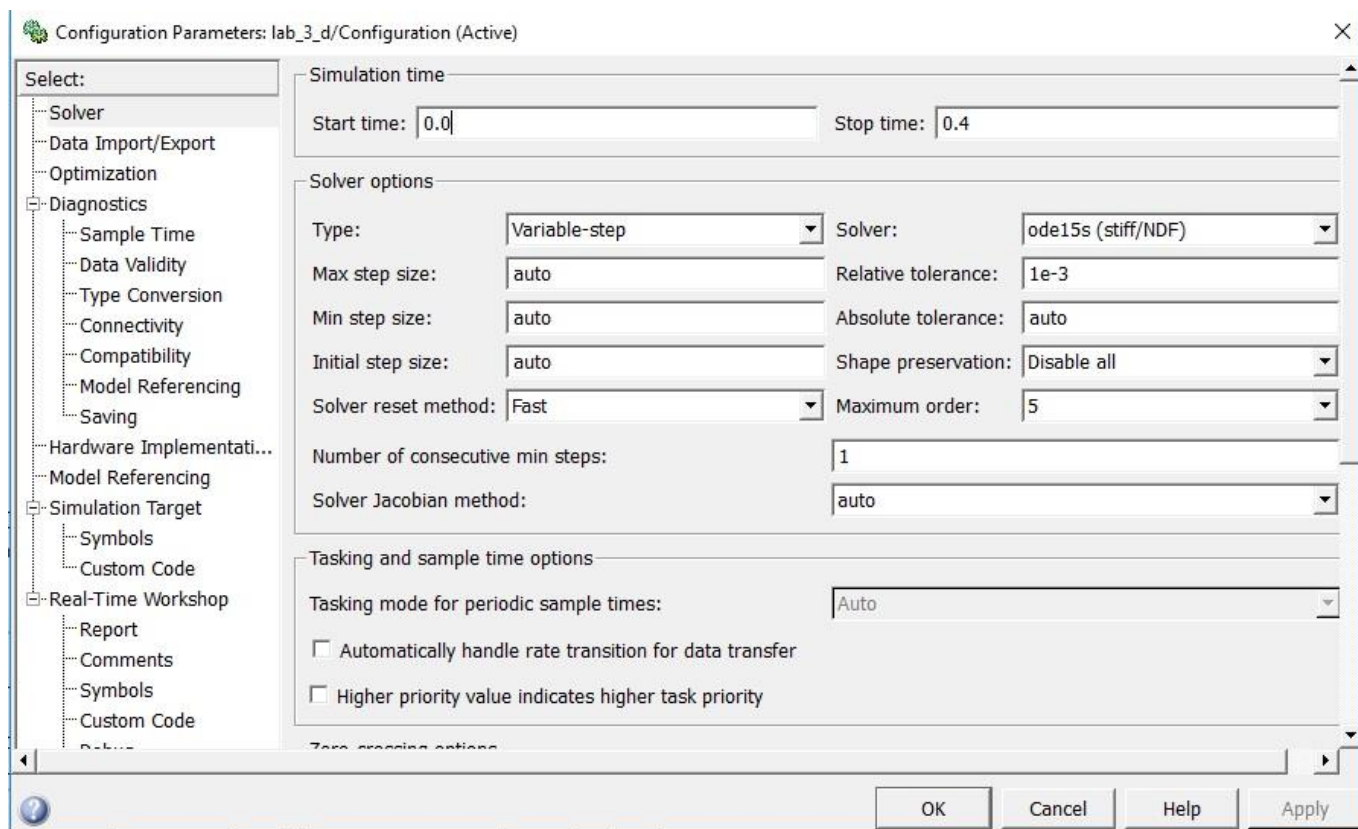 Configuration Parameters: lab_3_d/Configuration (Active)
Select:
Solver
Data Import/Export
Optimization
Diagnostics
Sample Time
Data Validity
Type Conversion
Connectivity
Compatibility
Model Referencing
Saving
Hardware Implementati...
Model Referencing
Simulation Target
Symbols
Custom Code
Real-Time Workshop
Report
Comments
Symbols
Custom Code
Debug
Simulation time
Start time: 0.0 Stop time: 0.4
Solver options
Type: Variable-step Solver: ode15s (stiff/NDF)
Max step size: auto Relative tolerance: 1e-3
Min step size: auto Absolute tolerance: auto
Initial step size: auto Shape preservation: Disable all
Solver reset method: Fast Maximum order: 5
Number of consecutive min steps: 1
Solver Jacobian method: auto
Tasking and sample time options
Tasking mode for periodic sample times: Auto
Automatically handle rate transition for data transfer
Higher priority value indicates higher task priority
Zero-crossing options
OK Cancel Help Apply